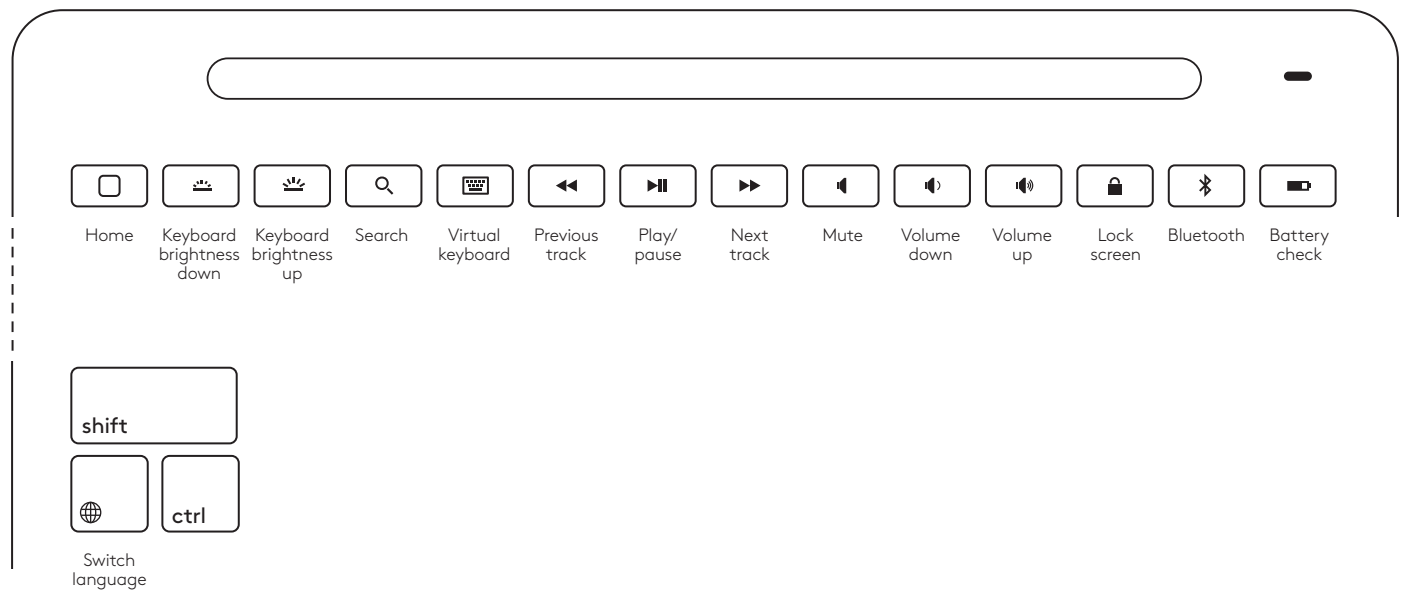 Home
Keyboard
brightness
down
Keyboard
brightness
up
Search
Virtual
keyboard
Previous
track
Play/
pause
Next
track
Mute
Volume
down
Volume
up
Lock
screen
Bluetooth
Battery
check
shift
ctrl
Switch
language